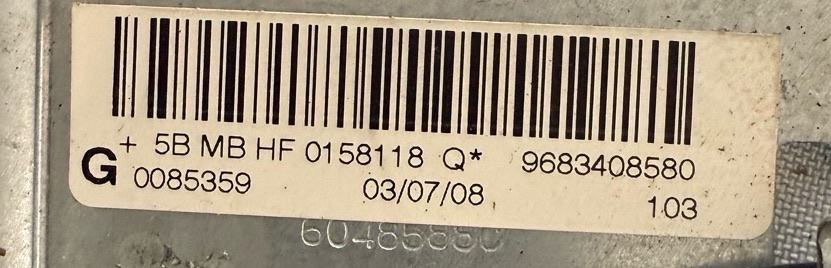 + 5B MB HF 0158118 Q* 9683408580
G 0085359 03/07/08 103